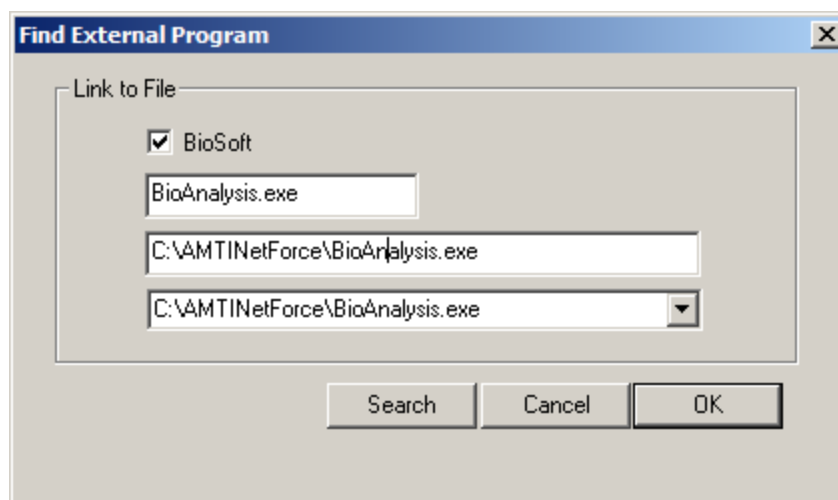 Find External Program
Link to File
BioSoft
BioAnalysis.exe
C:\AMTINetForce\BioAnalysis.exe
C:\AMTINetForce\BioAnalysis.exe
Search Cancel OK